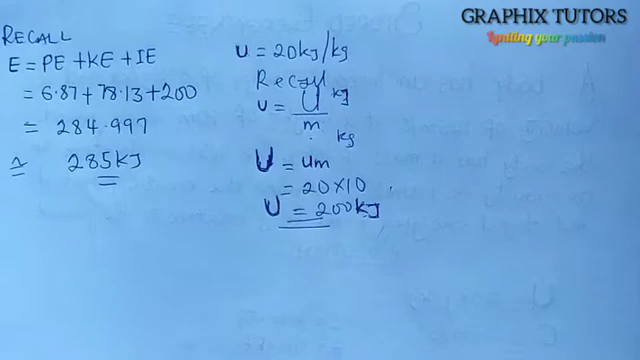 GRAPHIX TUTORS
Igniting your passion
RECALL
E = PE + KE + IE
= 6.87 + 78.13 + 200
= 284.997
≃ 285kJ
u = 20kJ/kg
Recall
u = U kJ
m kg
U = um
= 20 × 10
U = 200kJ